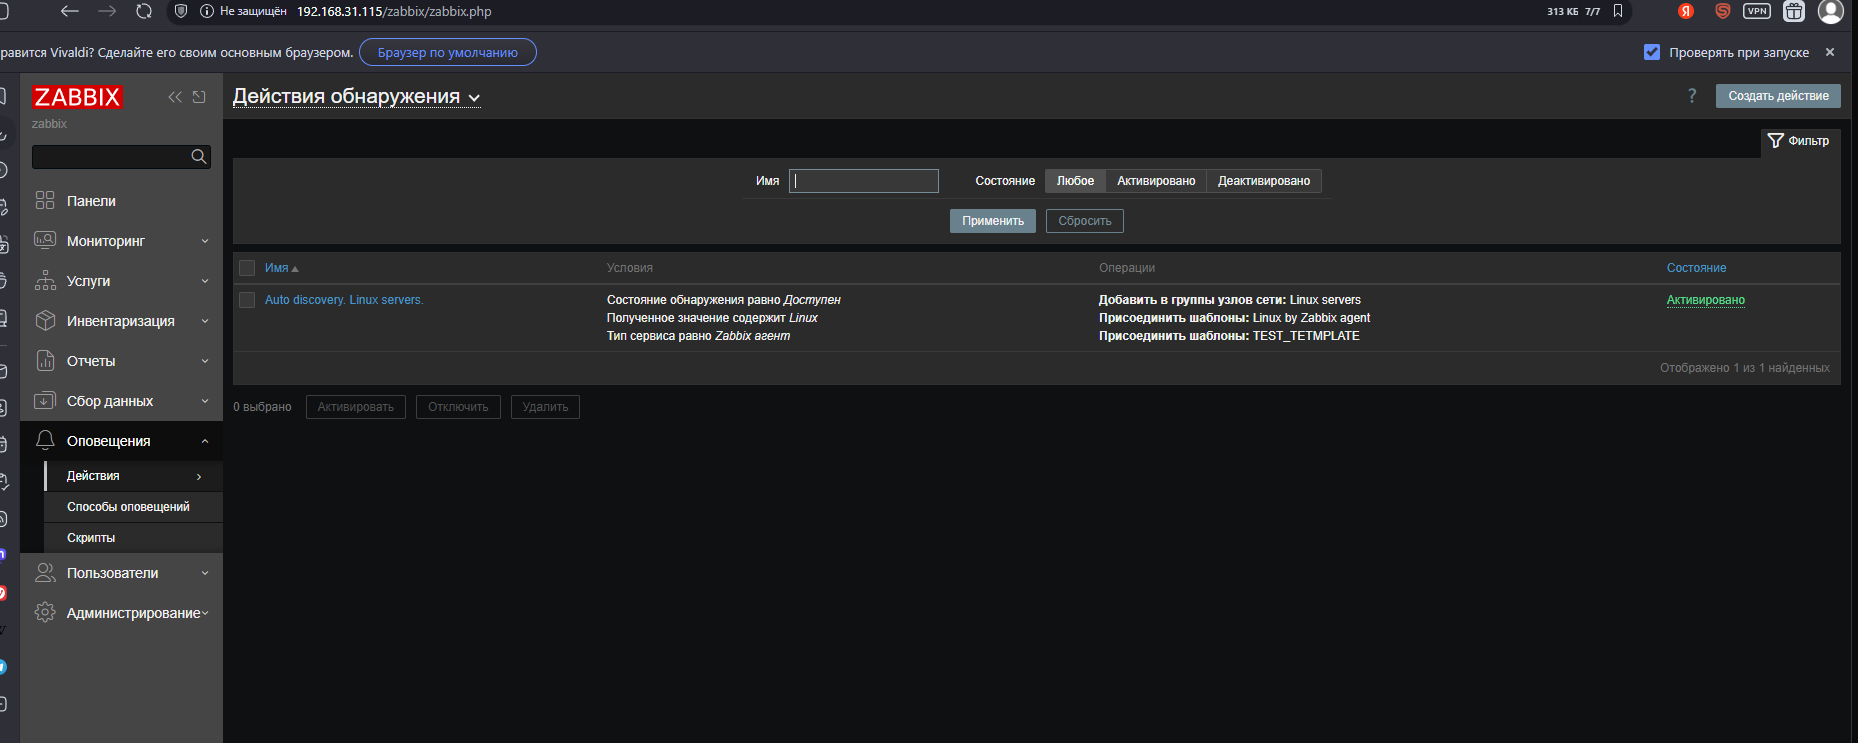 Не защищён 192.168.31.115/zabbix/zabbix.php 313 КБ 7/7 Я S VPN
равится Vivaldi? Сделайте его своим основным браузером. Браузер по умолчанию Проверять при запуске
ZABBIX
zabbix
Панели
Мониторинг
Услуги
Инвентаризация
Отчеты
Сбор данных
Оповещения
Действия
Способы оповещений
Скрипты
Пользователи
Администрирование
Действия обнаружения ? Создать действие
Фильтр
Имя Состояние Любое Активировано Деактивировано
Применить Сбросить
Имя Условия Операции Состояние
Auto discovery. Linux servers. Состояние обнаружения равно Доступен Добавить в группы узлов сети: Linux servers Активировано
Полученное значение содержит Linux Присоединить шаблоны: Linux by Zabbix agent
Тип сервиса равно Zabbix агент Присоединить шаблоны: TEST_TETMPLATE
Отображено 1 из 1 найденных
0 выбрано Активировать Отключить Удалить